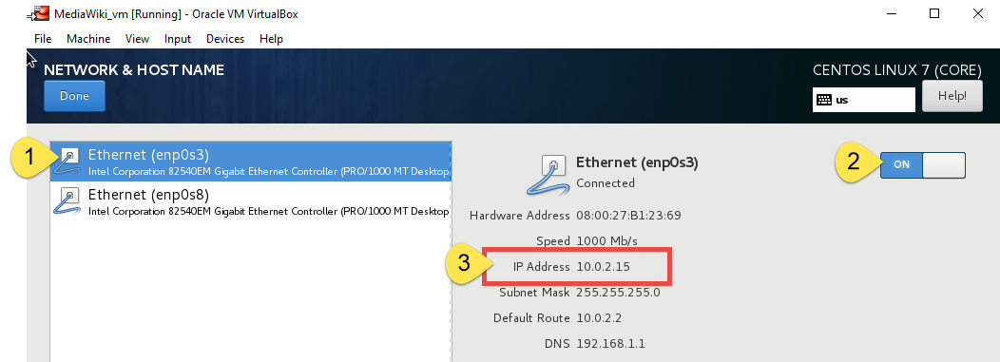 MediaWiki_vm [Running] - Oracle VM VirtualBox
File Machine View Input Devices Help
NETWORK & HOST NAME
CENTOS LINUX 7 (CORE)
Done
us
Help!
1
Ethernet (enp0s3)
Intel Corporation 82540EM Gigabit Ethernet Controller (PRO/1000 MT Desktop
Ethernet (enp0s8)
Intel Corporation 82540EM Gigabit Ethernet Controller (PRO/1000 MT Desktop
Ethernet (enp0s3)
Connected
2
ON
Hardware Address 08:00:27:B1:23:69
Speed 1000 Mb/s
3
IP Address 10.0.2.15
Subnet Mask 255.255.255.0
Default Route 10.0.2.2
DNS 192.168.1.1